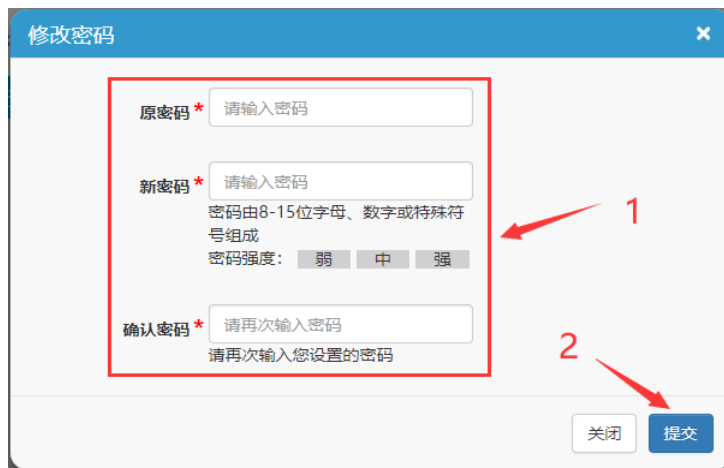 修改密码 ×
原密码 * 请输入密码
新密码 * 请输入密码
密码由8-15位字母、数字或特殊符
号组成
密码强度： 弱 中 强
1
确认密码 * 请再次输入密码
请再次输入您设置的密码
2
关闭 提交